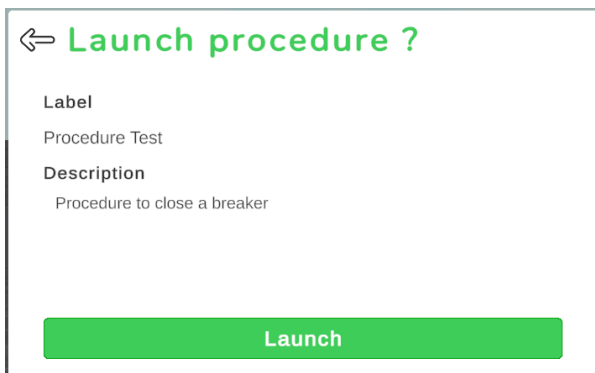 Launch procedure ?
Label
Procedure Test
Description
Procedure to close a breaker
Launch